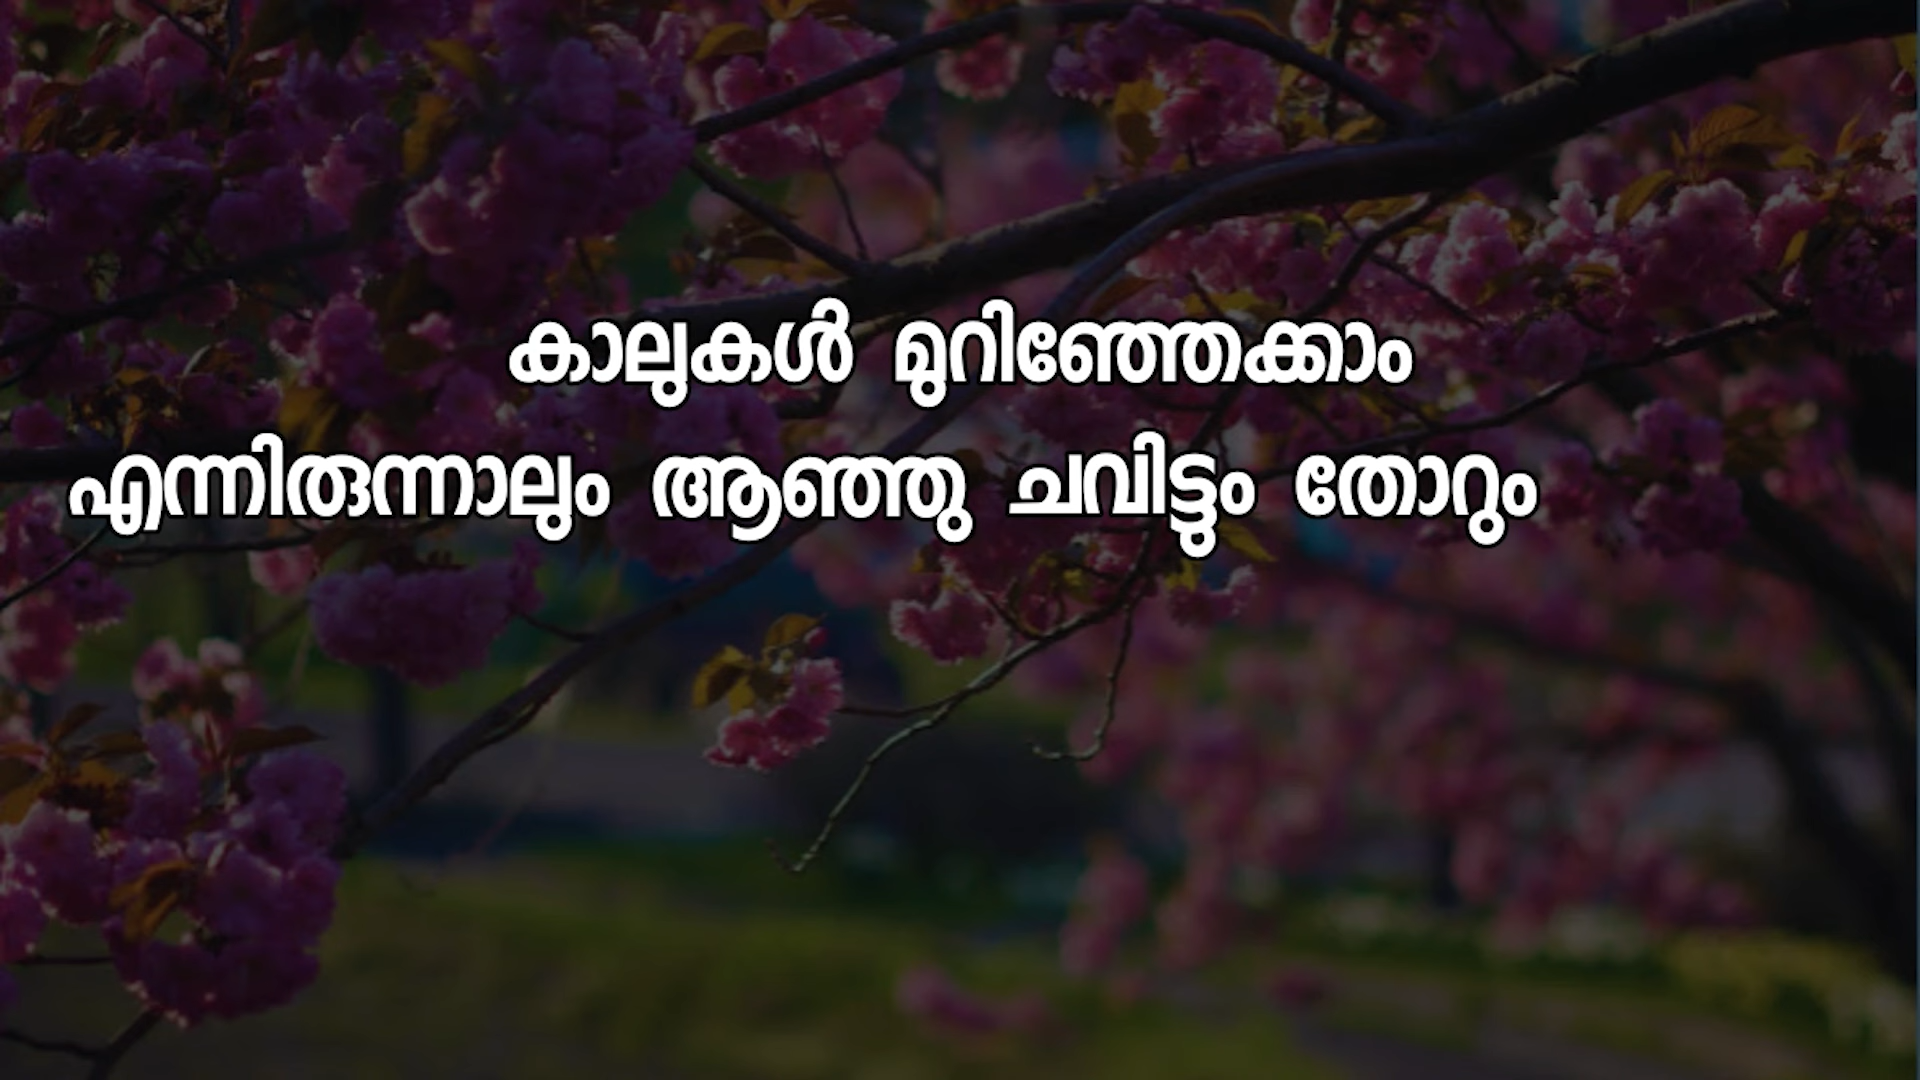 കാലുകൾ മുറിഞ്ഞേക്കാം
എന്നിരുന്നാലും ആഞ്ഞു ചവിട്ടും തോറും